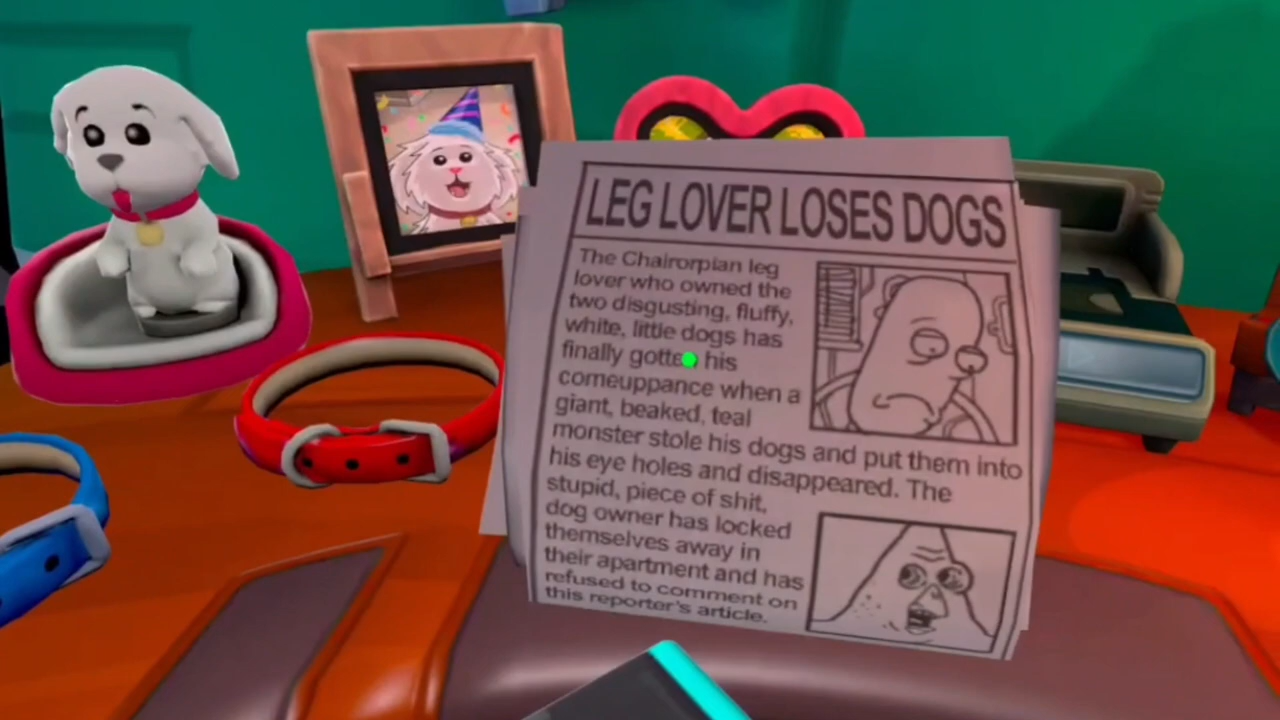 LEG LOVER LOSES DOGS
The Chairorpian leg
lover who owned the
two disgusting, fluffy,
white, little dogs has
finally gotten his
comeuppance when a
giant, beaked, teal
monster stole his dogs and put them into
his eye holes and disappeared. The
stupid, piece of shit,
dog owner has locked
themselves away in
their apartment and has
refused to comment on
this reporter's article.